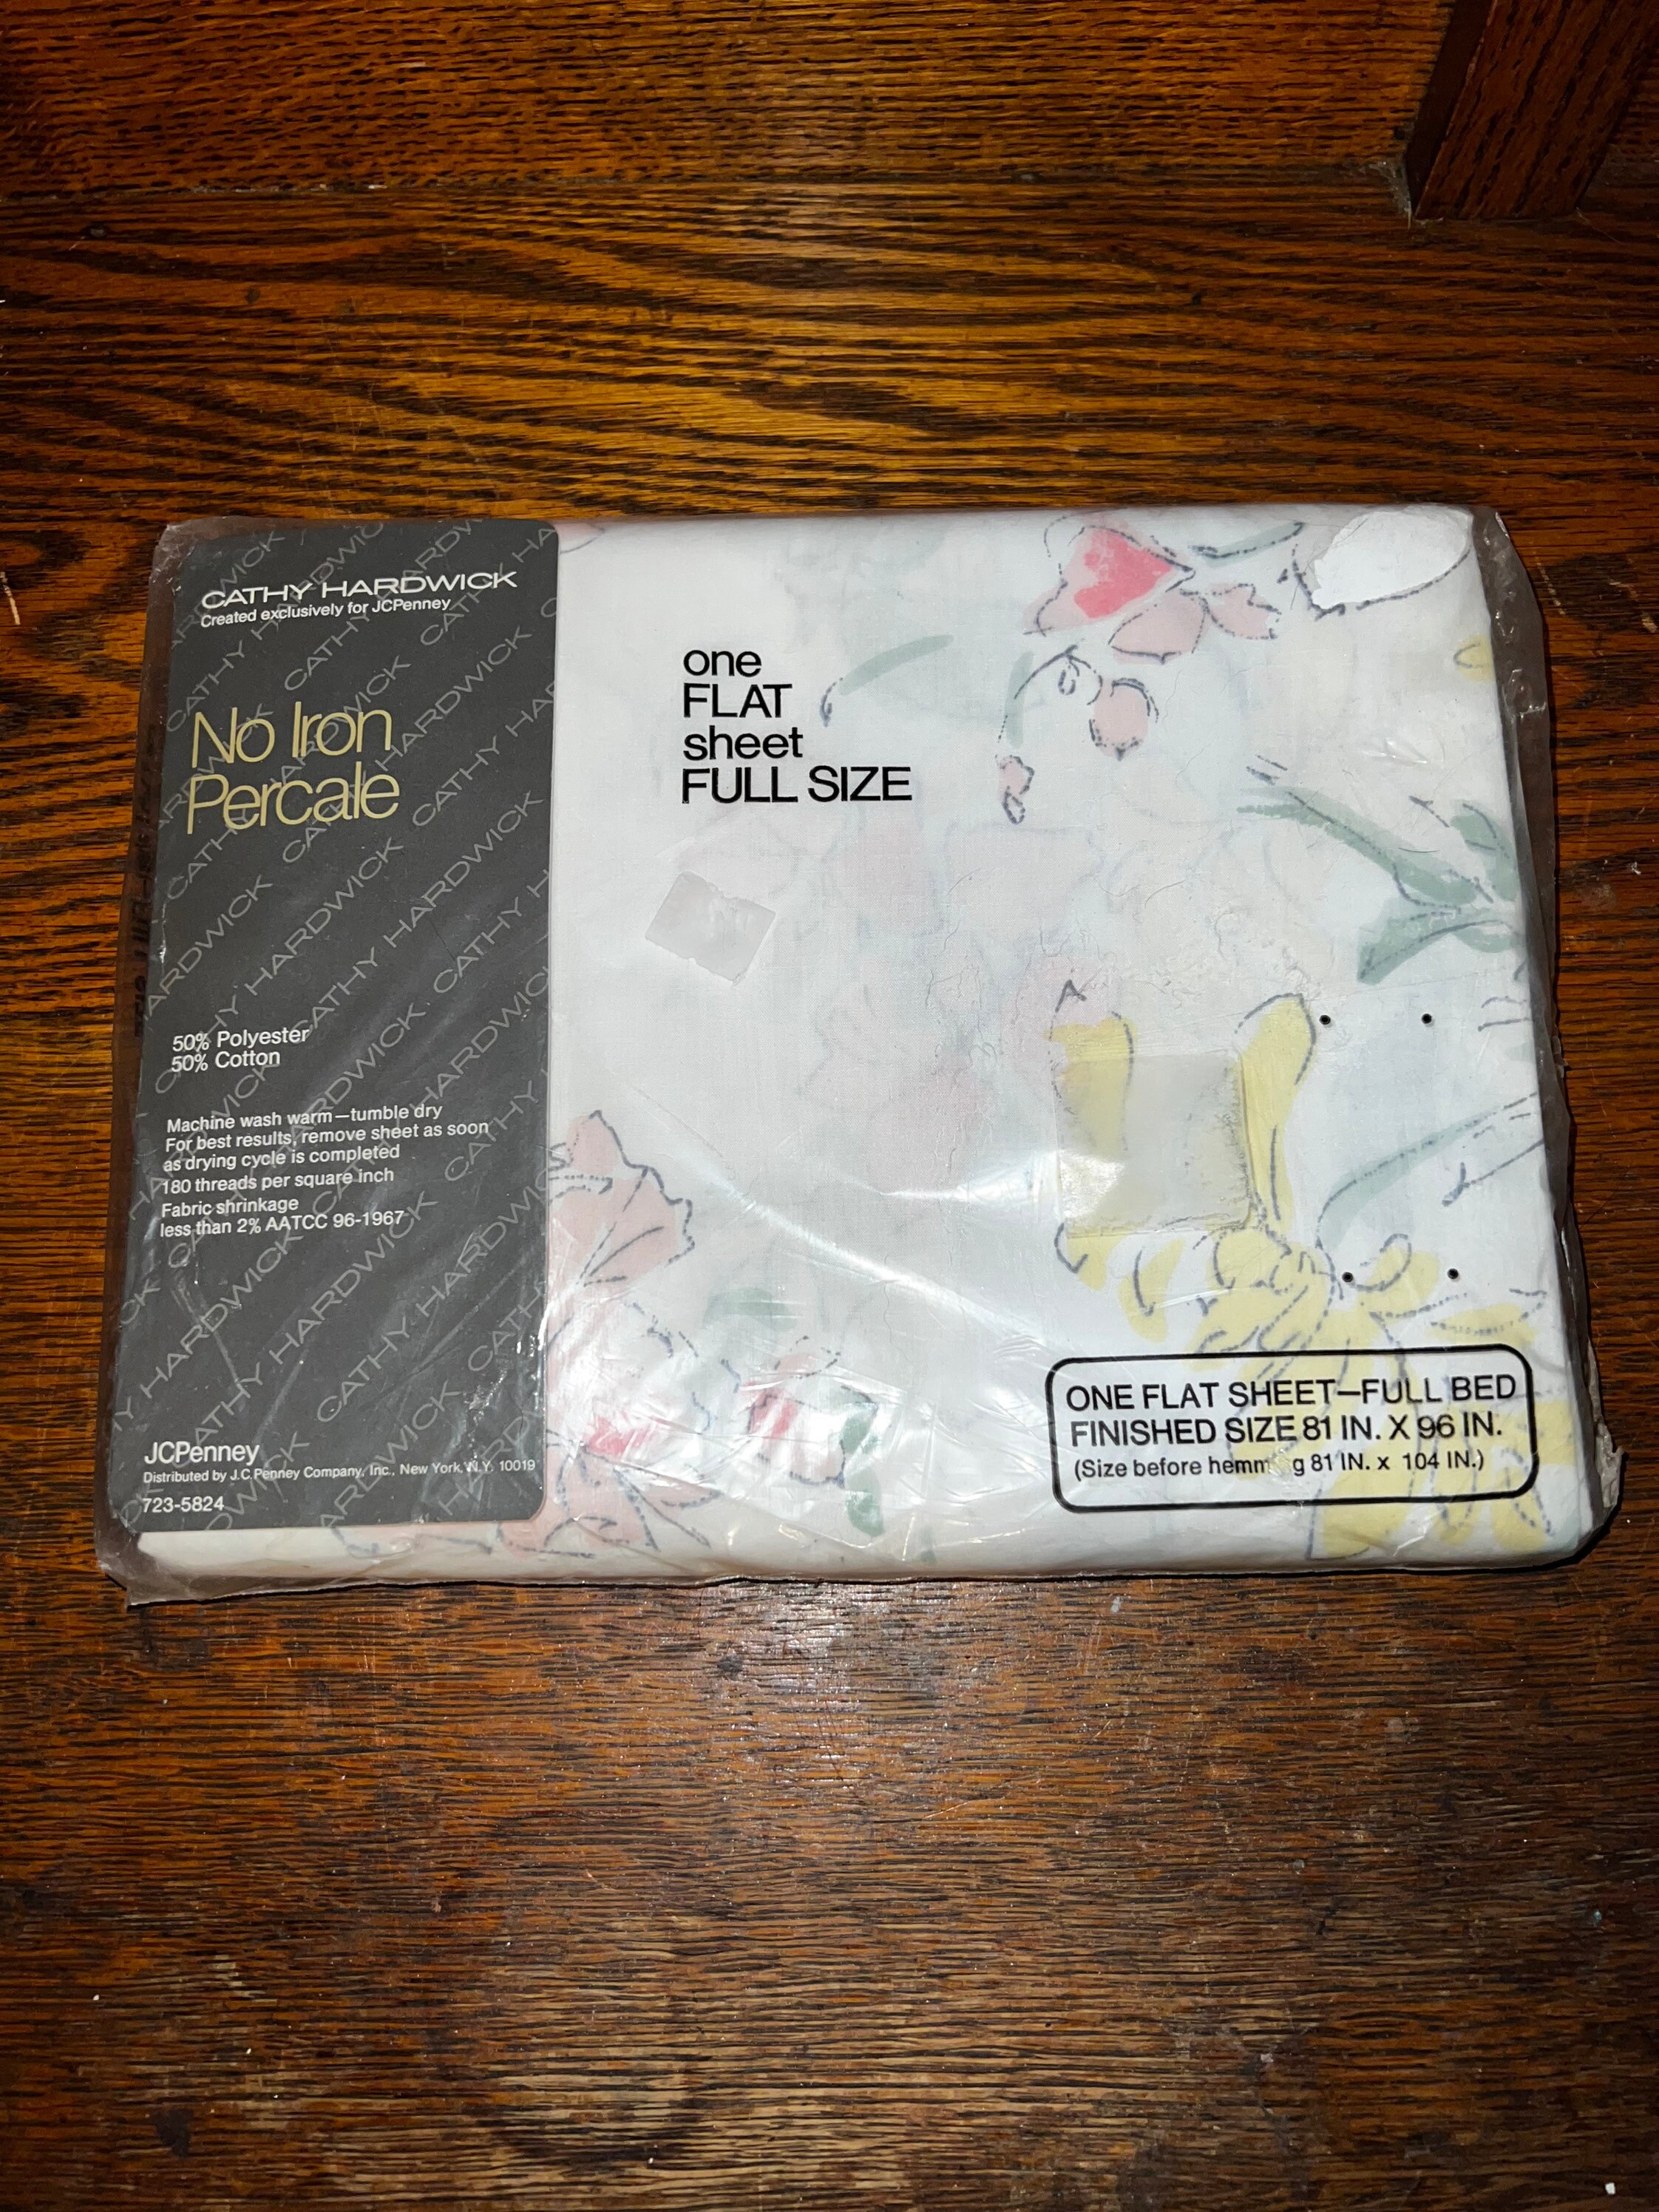 CATHY HARDWICK
Created exclusively for JCPenney
No Iron
Percale
50% Polyester
50% Cotton
Machine wash warm—tumble dry
For best results, remove sheet as soon
as drying cycle is completed
180 threads per square inch
Fabric shrinkage
less than 2% AATCC 96-1967
JCPenney
Distributed by J.C. Penney Company, Inc., New York, N.Y. 10019
723-5824
one
FLAT
sheet
FULL SIZE
ONE FLAT SHEET—FULL BED
FINISHED SIZE 81 IN. X 96 IN.
(Size before hemm g 81 IN. x 104 IN.)